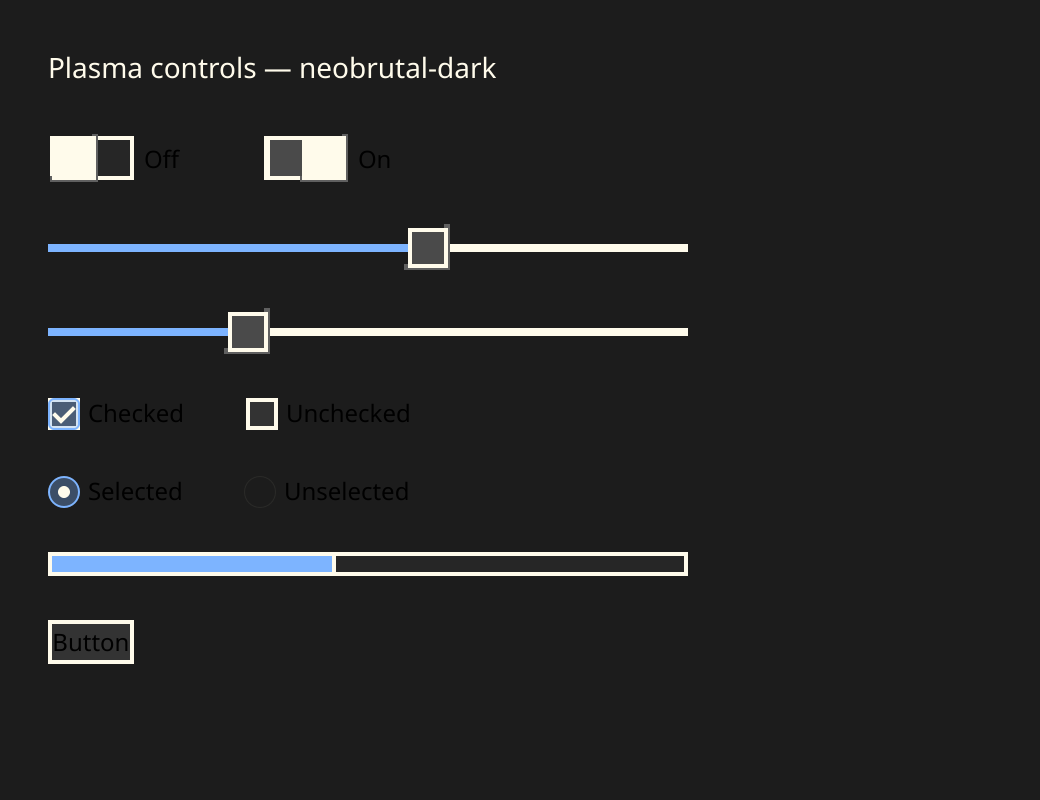 Plasma controls — neobrutal-dark
Off On
Checked Unchecked
Selected Unselected
Button